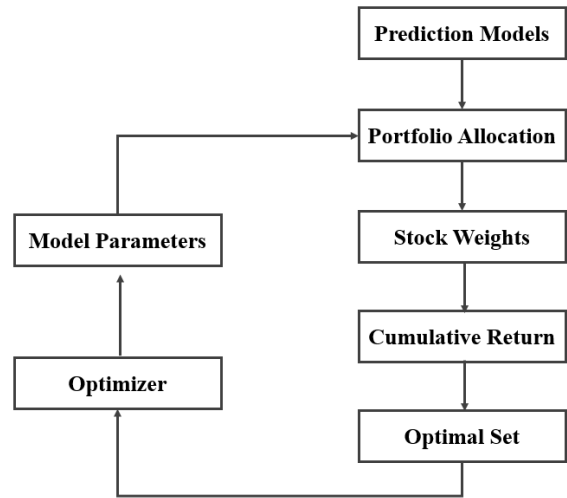 Prediction Models
Portfolio Allocation
Model Parameters
Stock Weights
Cumulative Return
Optimizer
Optimal Set